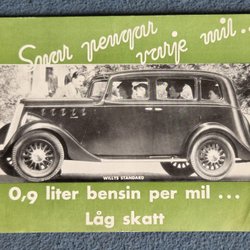 Spar pengar varje mil..
WILLYS STANDARD
0,9 liter bensin per mil ...
Låg skatt